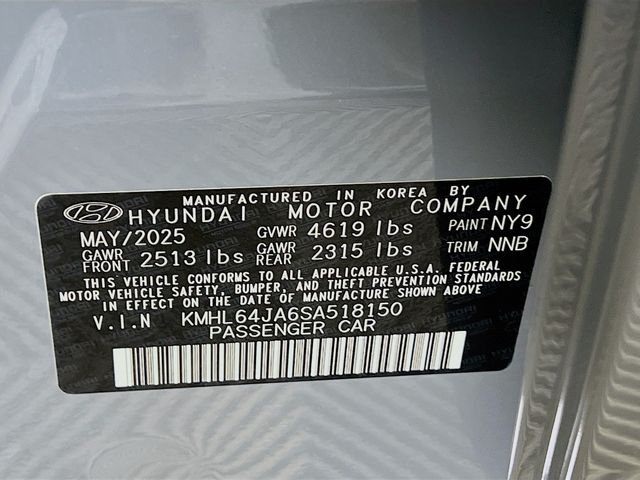 MANUFACTURED IN KOREA BY
HYUNDAI MOTOR COMPANY
MAY/2025 GVWR 4619 lbs PAINT NY9
GAWR FRONT 2513 lbs GAWR REAR 2315 lbs TRIM NNB
THIS VEHICLE CONFORMS TO ALL APPLICABLE U.S.A. FEDERAL
MOTOR VEHICLE SAFETY, BUMPER, AND THEFT PREVENTION STANDARDS
IN EFFECT ON THE DATE OF MANUFACTURE SHOWN ABOVE
V.I.N KMHL64JA6SA518150
PASSENGER CAR